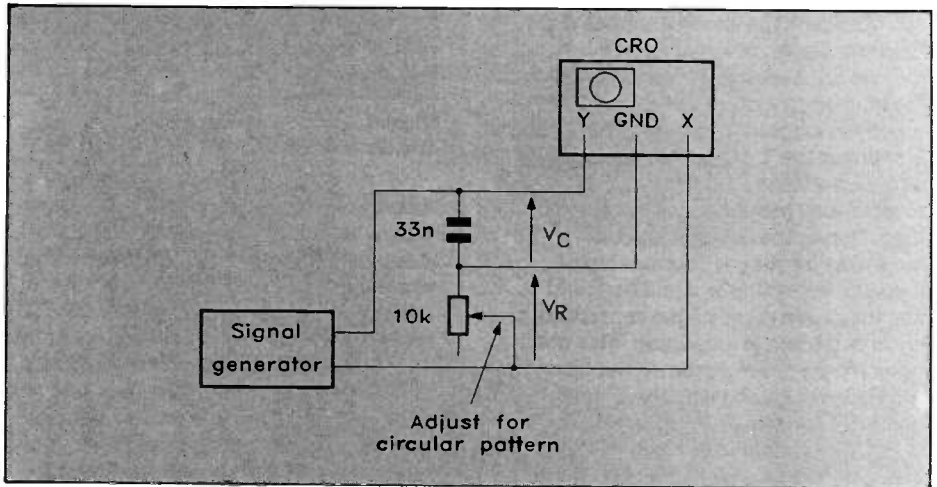 CRO
Y GND X
33n
VC
10k
VR
Signal
generator
Adjust for
circular pattern